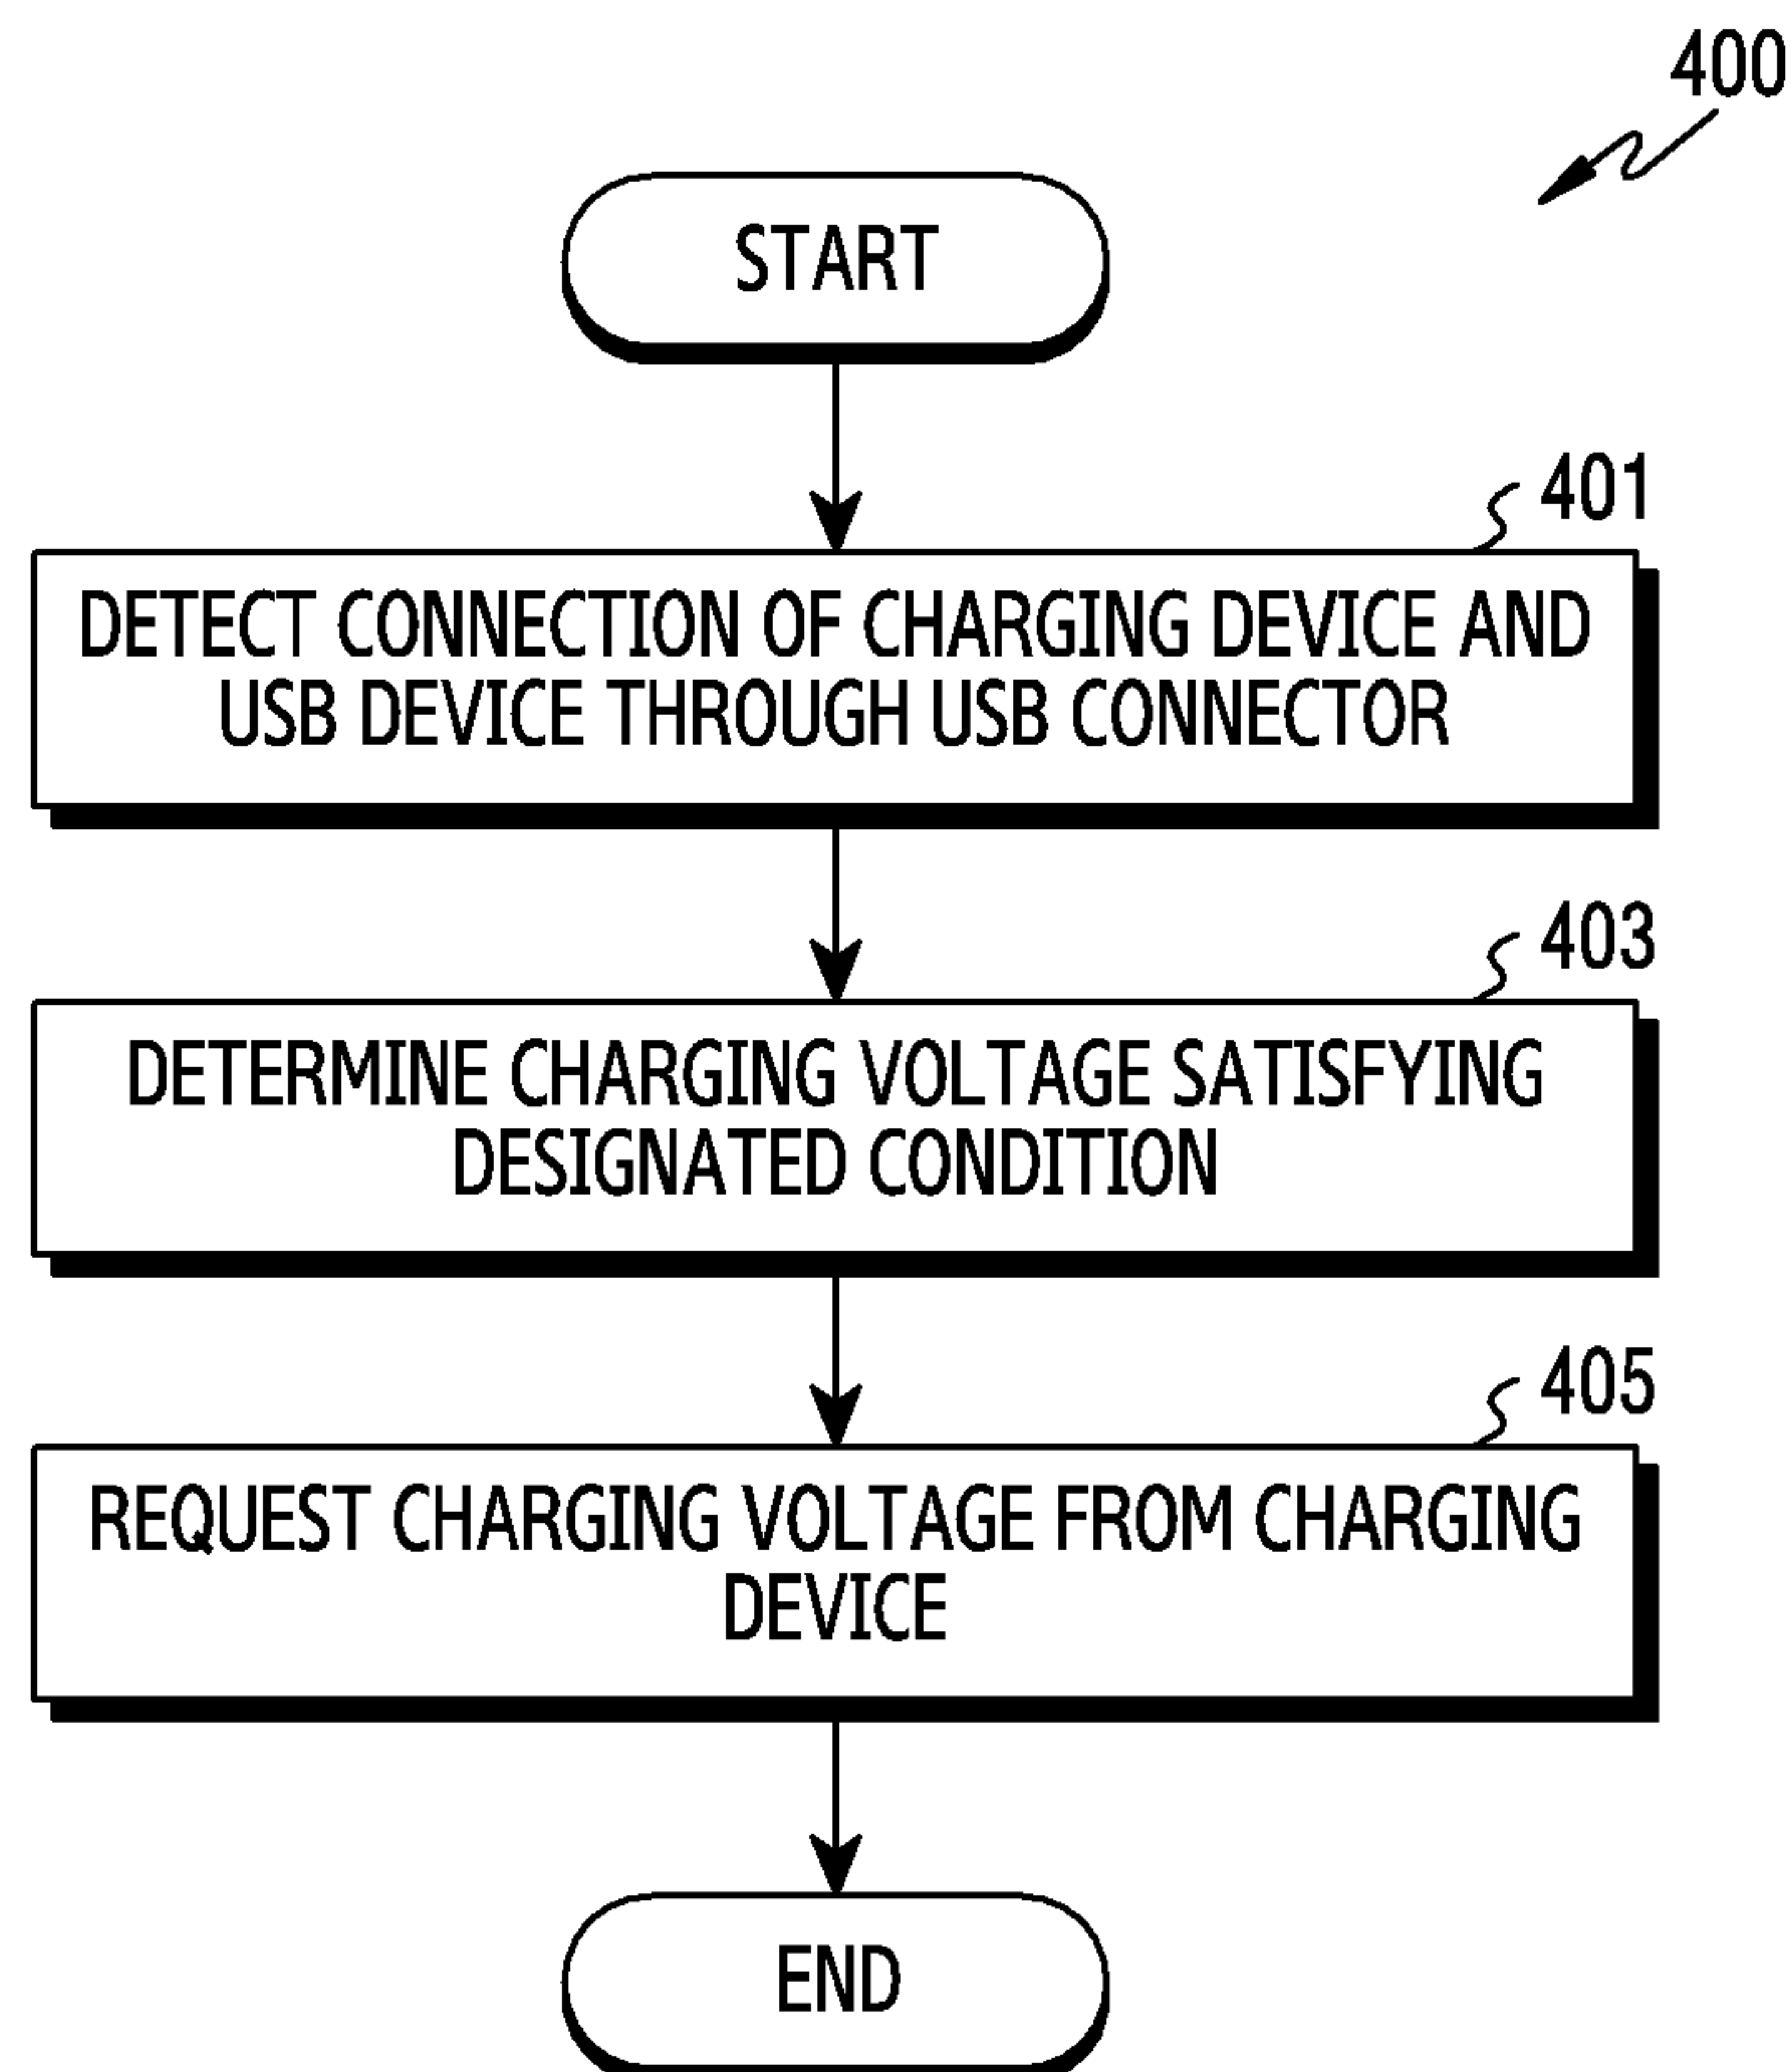 400
START
401
DETECT CONNECTION OF CHARGING DEVICE AND
USB DEVICE THROUGH USB CONNECTOR
403
DETERMINE CHARGING VOLTAGE SATISFYING
DESIGNATED CONDITION
405
REQUEST CHARGING VOLTAGE FROM CHARGING
DEVICE
END